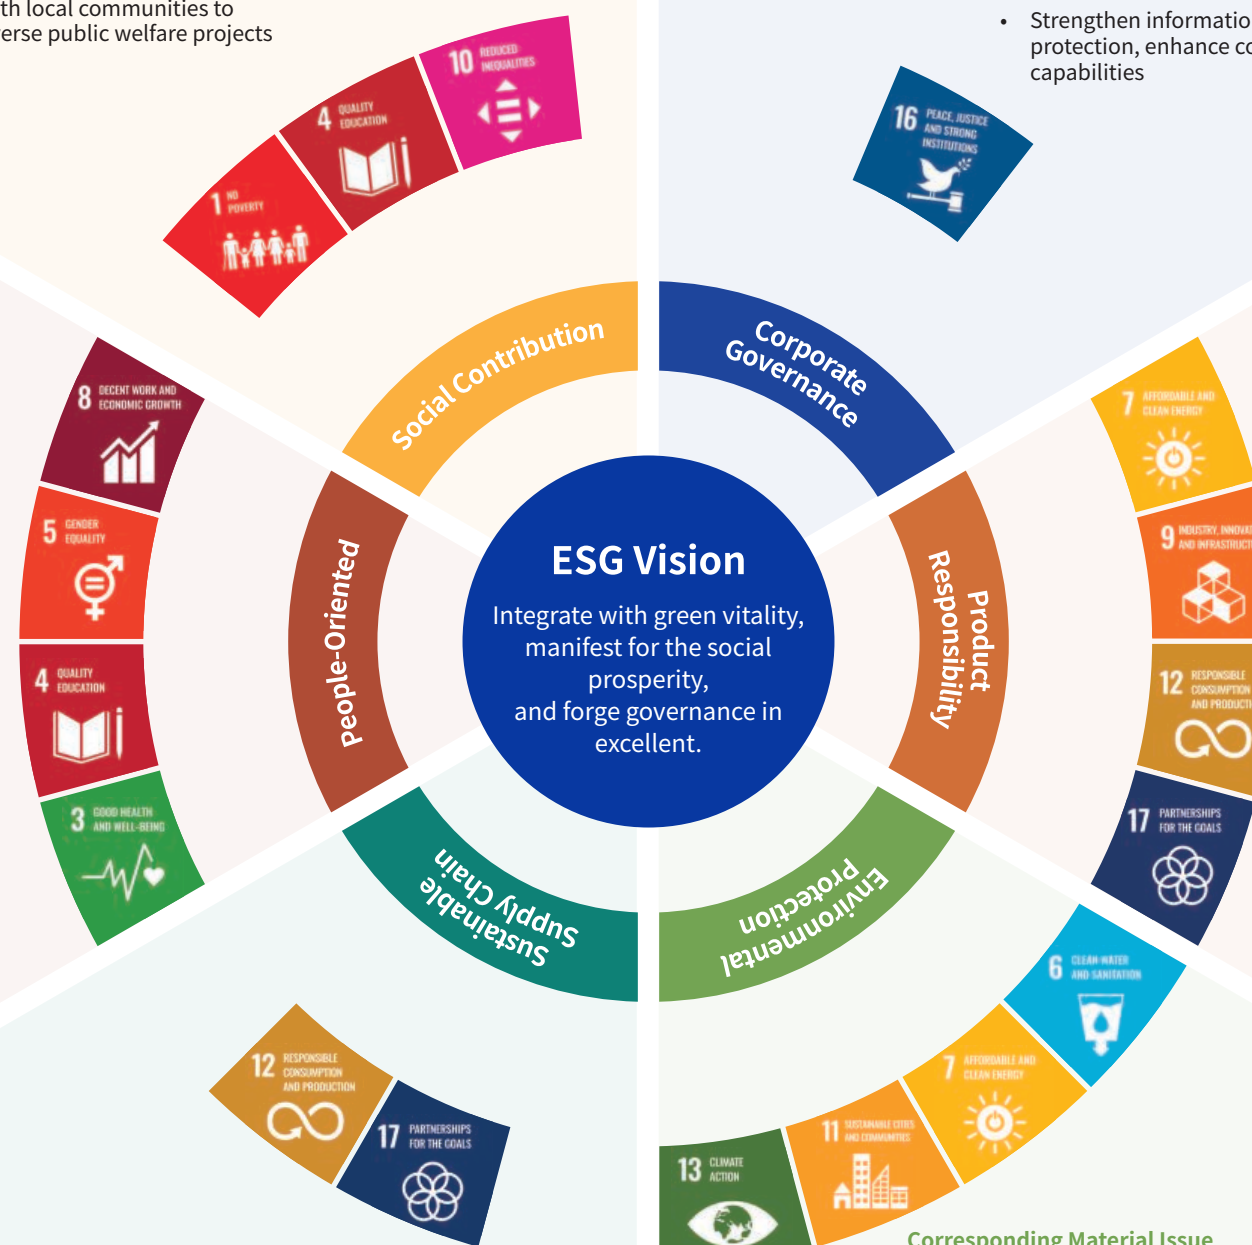 th local communities to
erse public welfare projects
• Strengthen informatio
protection, enhance co
capabilities
10 REDUCED
INEQUALITIES
4 QUALITY
EDUCATION
1 NO
POVERTY
16 PEACE, JUSTICE
AND STRONG
INSTITUTIONS
Social Contribution
Corporate
Governance
8 DECENT WORK AND
ECONOMIC GROWTH
5 GENDER
EQUALITY
4 QUALITY
EDUCATION
3 GOOD HEALTH
AND WELL-BEING
People-Oriented
ESG Vision
Integrate with green vitality,
manifest for the social
prosperity,
and forge governance in
excellent.
Product
Responsibility
7 AFFORDABLE AND
CLEAN ENERGY
9 INDUSTRY, INNOVAT
AND INFRASTRUCT
12 RESPONSIBLE
CONSUMPTION
AND PRODUCTI
17 PARTNERSHIPS
FOR THE GOALS
Sustainable
Supply Chain
Environmental
Protection
6 CLEAN WATER
AND SANITATION
7 AFFORDABLE AND
CLEAN ENERGY
11 SUSTAINABLE CITIES
AND COMMUNITIES
13 CLIMATE
ACTION
12 RESPONSIBLE
CONSUMPTION
AND PRODUCTION
17 PARTNERSHIPS
FOR THE GOALS
Corresponding Material Issue